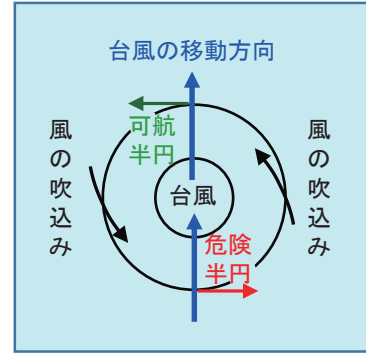 台風の移動方向
可航
半円
風の吹込み
台風
風の吹込み
危険
半円